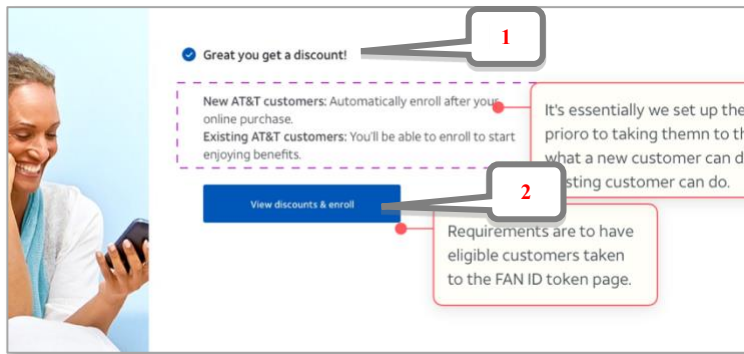 1
Great you get a discount!
New AT&T customers: Automatically enroll after your
online purchase.
Existing AT&T customers: You'll be able to enroll to start
enjoying benefits.
It's essentially we set up the
prioro to taking themn to th
what a new customer can d
sting customer can do.
2
View discounts & enroll
Requirements are to have
eligible customers taken
to the FAN ID token page.